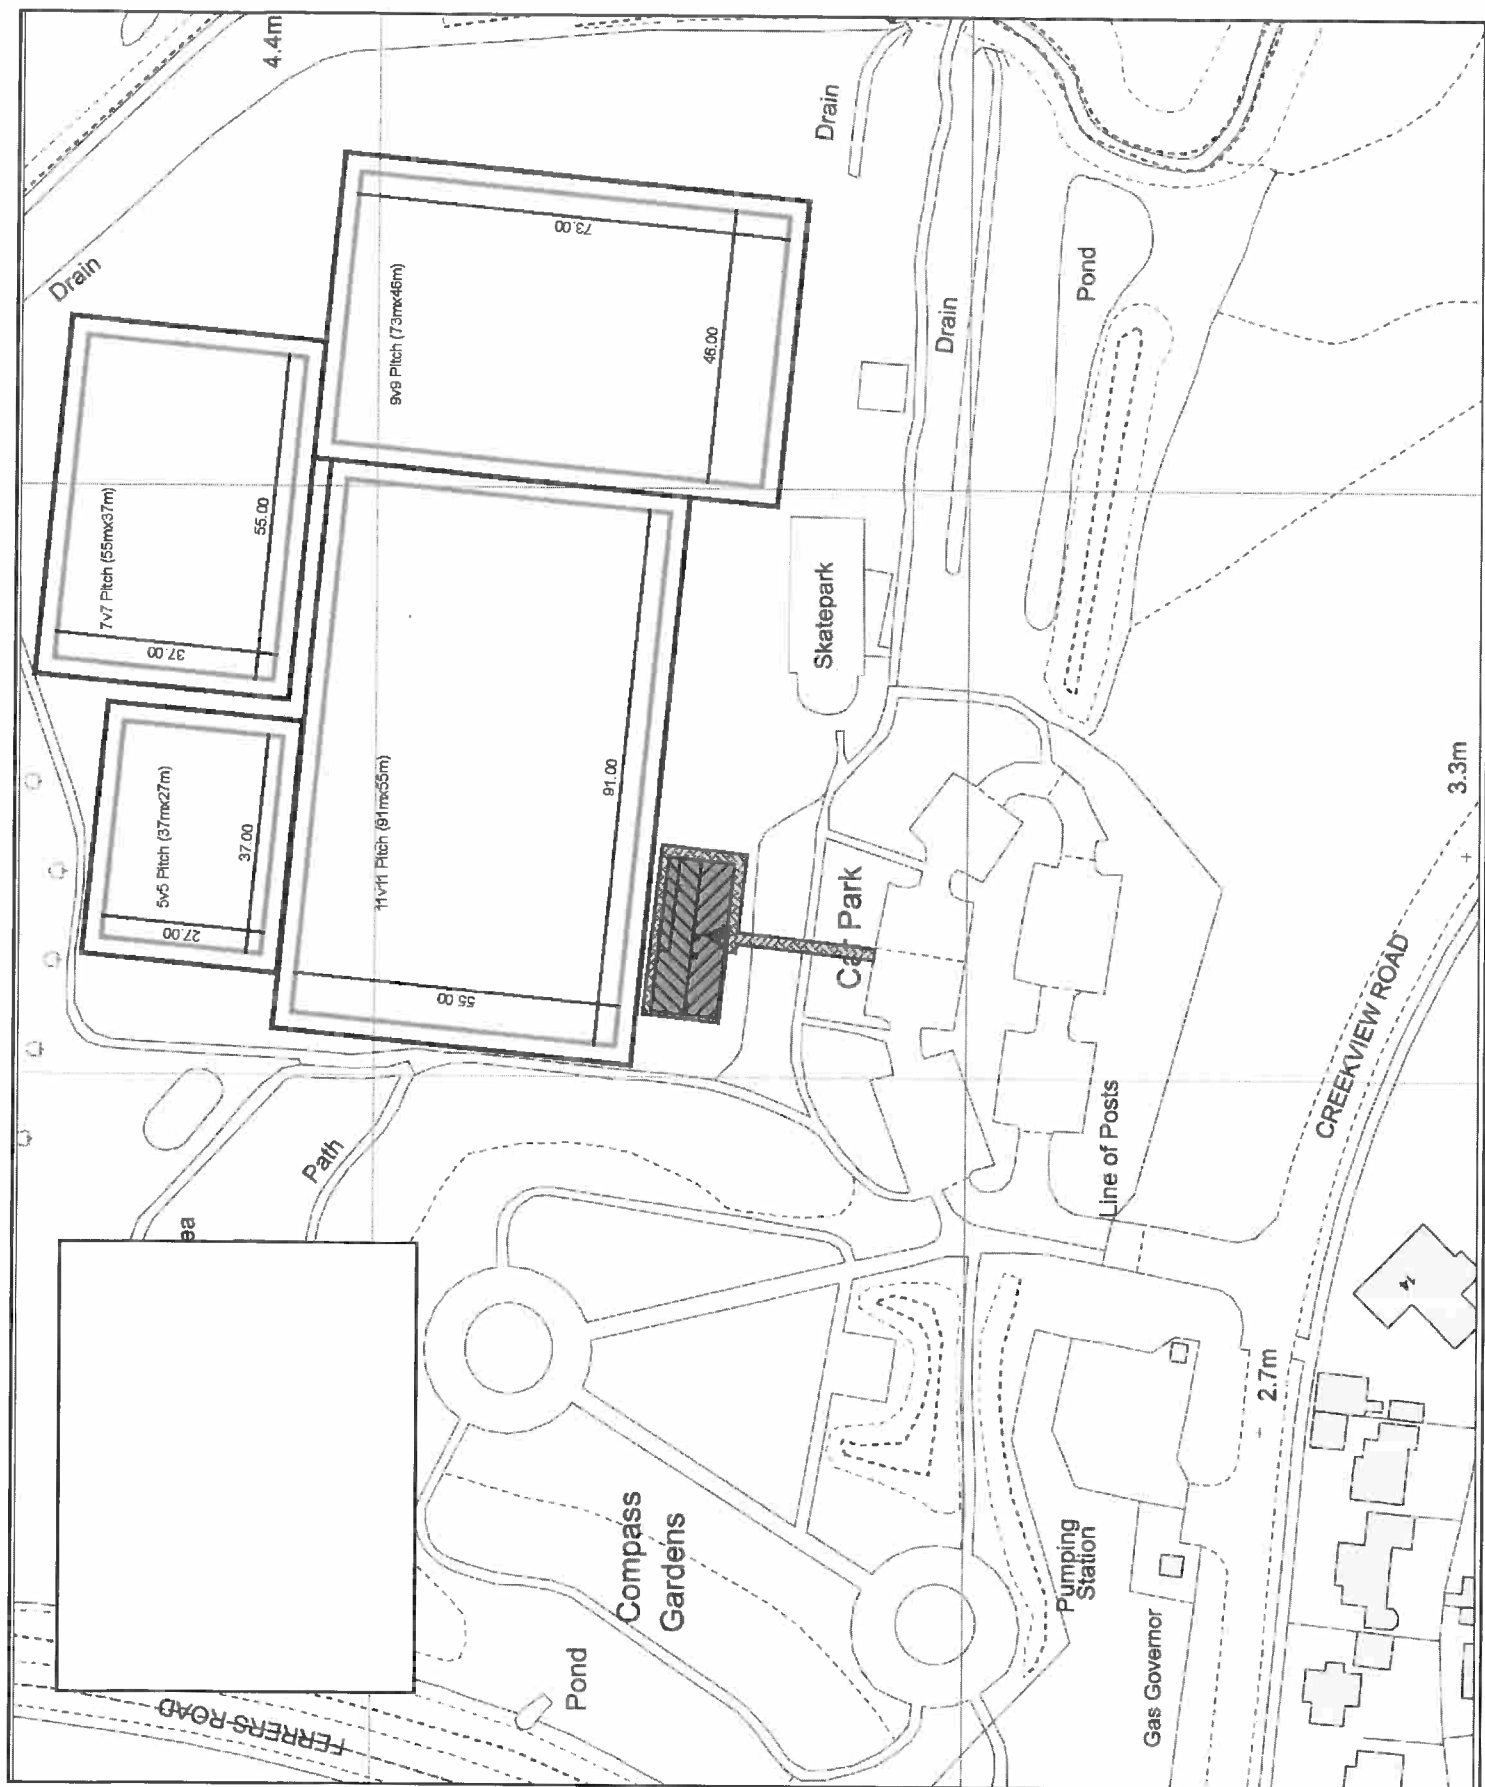 4.4m
Drain
Drain
Drain
Pond
73.00
9v9 Pitch (73mx46m)
46.00
7v7 Pitch (55mx37m)
55.00
37.00
Skatepark
5v5 Pitch (37mx27m)
37.00
27.00
11v11 Pitch (91mx55m)
91.00
55.00
Car Park
3.3m
CREEKVIEW ROAD
Line of Posts
Path
ea
2.7m
Compass
Gardens
Pumping
Station
Gas Governor
Pond
FERRERS ROAD